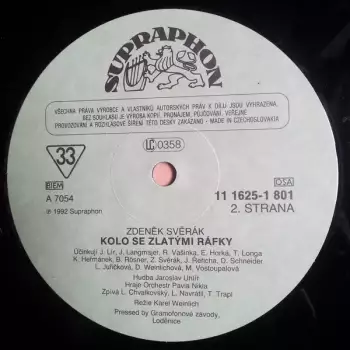 SUPRAPHON
VŠECHNA PRÁVA VÝROBCE A VLASTNÍKŮ AUTORSKÝCH PRÁV K DÍLU JSOU VYHRAZENA.
BEZ SOUHLASU JE VÝROBA KOPIÍ, PRONÁJEM, PŮJČOVÁNÍ, VEŘEJNÉ
PROVOZOVÁNÍ A ROZHLASOVÉ ŠÍŘENÍ TÉTO DESKY ZAKÁZÁNO - MADE IN CZECHOSLOVAKIA
33
LC 0358
BIEM
OSA
A 7054
11 1625-1 801
℗ 1992 Supraphon
2. STRANA
ZDENĚK SVĚRÁK
KOLO SE ZLATÝMI RÁFKY
Účinkují J. Lír, J. Langmajer, R. Vašinka, E. Horká, T. Longa
K. Heřmánek, B. Rösner, Z. Svěrák, J. Řeřicha, D. Schneider
L. Juřičková, D. Weinlichová, M. Vostoupalová
Hudba Jaroslav Uhlíř
Hraje Orchestr Pavla Nikla
Zpívá L. Chvalkovský, L. Navrátil, T. Trapl
Režie Karel Weinlich
Pressed by Gramofonové závody,
Loděnice